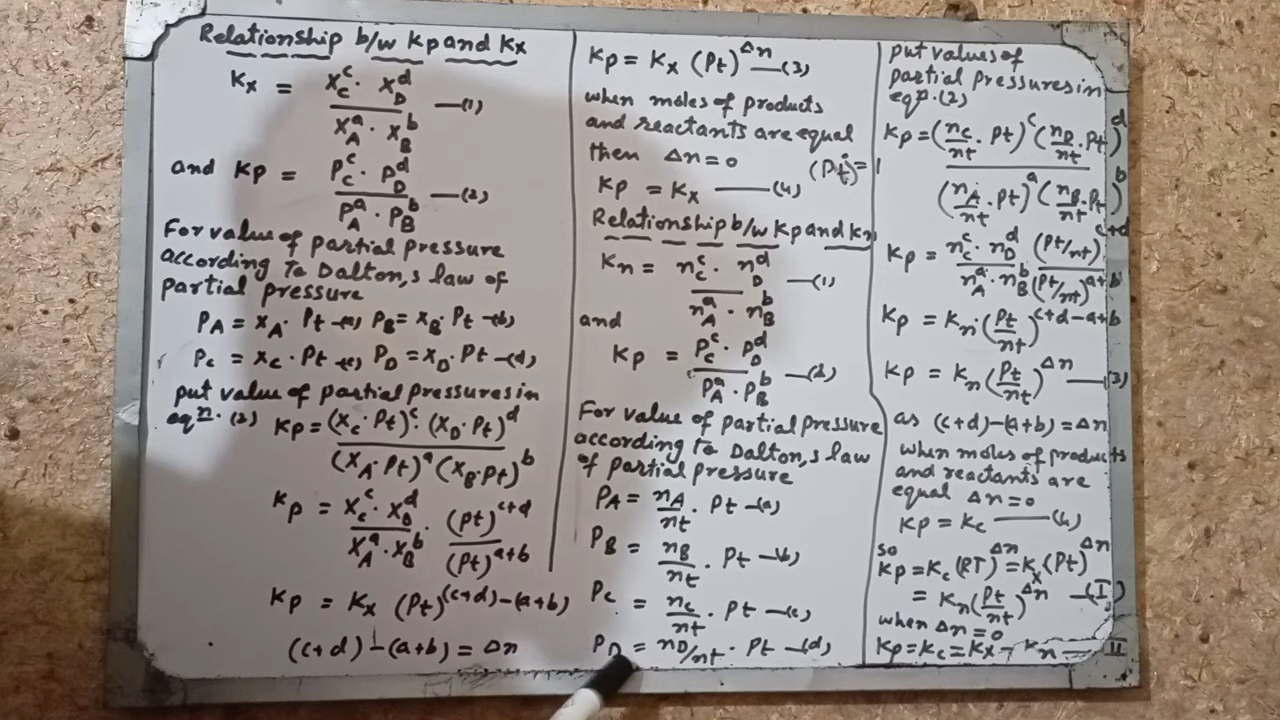 Relationship b/w Kp and Kx
Kx = X_C^c · X_D^d / X_A^a · X_B^b —(1)
and Kp = P_C^c · P_D^d / P_A^a · P_B^b —(2)
For value of partial pressure
according to Dalton,s law of
partial pressure
P_A = x_A · Pt —(a) P_B = x_B · Pt —(b)
P_C = x_C · Pt —(c) P_D = x_D · Pt —(d)
put value of partial pressures in
eqn. (2) Kp = (X_C · Pt)^c · (X_D · Pt)^d / (X_A · Pt)^a (X_B · Pt)^b
Kp = X_C^c · X_D^d / X_A^a · X_B^b · (Pt)^c+d / (Pt)^a+b
Kp = Kx (Pt)^(c+d)-(a+b)
(c+d) - (a+b) = Δn
Kp = Kx (Pt)^Δn —(3)
when moles of products
and reactants are equal
then Δn = 0 (Pt)^0 = 1
Kp = Kx —(4)
Relationship b/w Kp and Kn
Kn = n_C^c · n_D^d / n_A^a · n_B^b —(1)
and
Kp = P_C^c · P_D^d / P_A^a · P_B^b —(2)
For value of partial pressure
according to Dalton,s law
of partial pressure
P_A = n_A/nt · Pt —(a)
P_B = n_B/nt · Pt —(b)
P_C = n_C/nt · Pt —(c)
P_D = n_D/nt · Pt —(d)
put values of
partial pressures in
eqn. (2)
Kp = (n_C/nt · Pt)^c (n_D/nt · Pt)^d / (n_A/nt · Pt)^a (n_B/nt · Pt)^b
Kp = n_C^c · n_D^d (Pt/nt)^c+d / n_A^a · n_B^b (Pt/nt)^a+b
Kp = Kn · (Pt/nt)^c+d-a+b
Kp = Kn (Pt/nt)^Δn —(3)
as (c+d)-(a+b) = Δn
when moles of products
and reactants are
equal Δn = 0
Kp = Kc —(4)
so
Kp = Kc (RT)^Δn = Kx (Pt)^Δn
= Kn (Pt/nt)^Δn —(I)
when Δn = 0
Kp = Kc = Kx = Kn — II